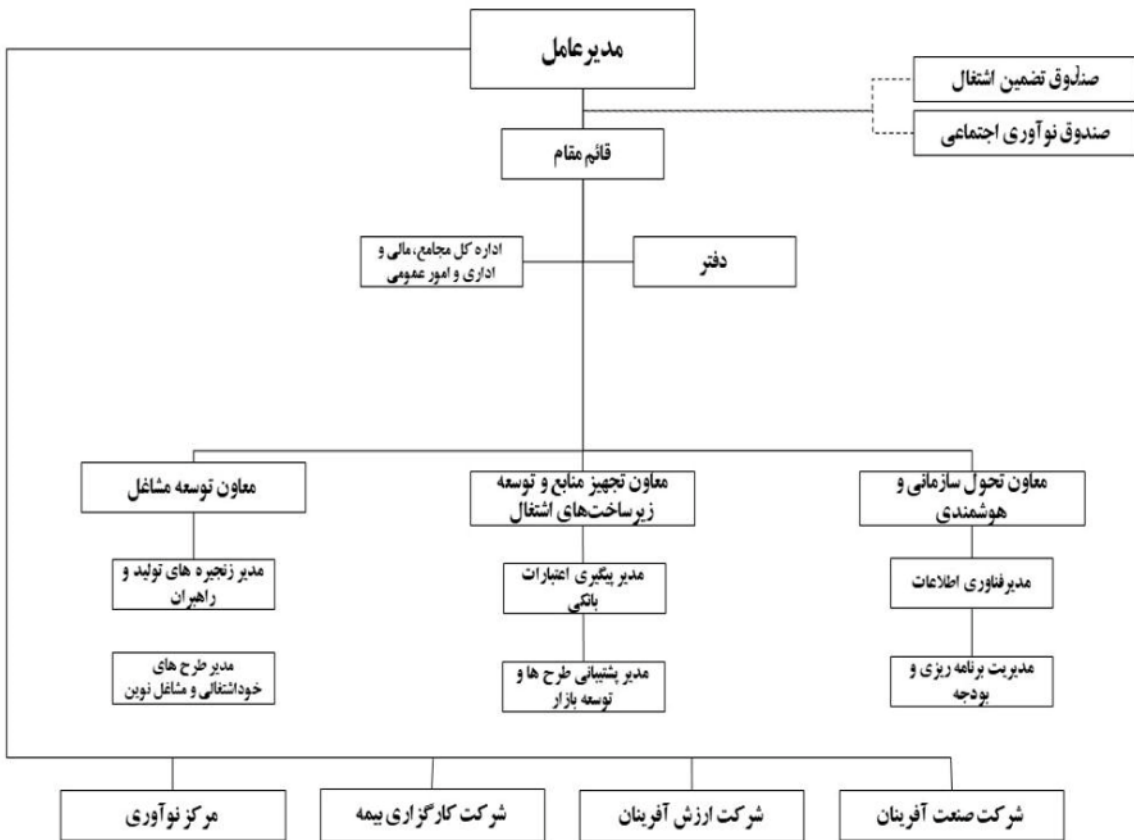 مدیرعامل
صندوق تضمین اشتغال
صندوق نوآوری اجتماعی
قائم مقام
دفتر
اداره کل مجامع، مالی و
اداری و امور عمومی
معاون تحول سازمانی و
هوشمندی
معاون تجهیز منابع و توسعه
زیرساخت‌های اشتغال
معاون توسعه مشاغل
مدیرفناوری اطلاعات
مدیر پیگیری اعتبارات
بانکی
مدیر زنجیره های تولید و
راهبران
مدیریت برنامه ریزی و
بودجه
مدیر پشتیبانی طرح ها و
توسعه بازار
مدیر طرح های
خوداشتغالی و مشاغل نوین
شرکت صنعت آفرینان
شرکت ارزش آفرینان
شرکت کارگزاری بیمه
مرکز نوآوری